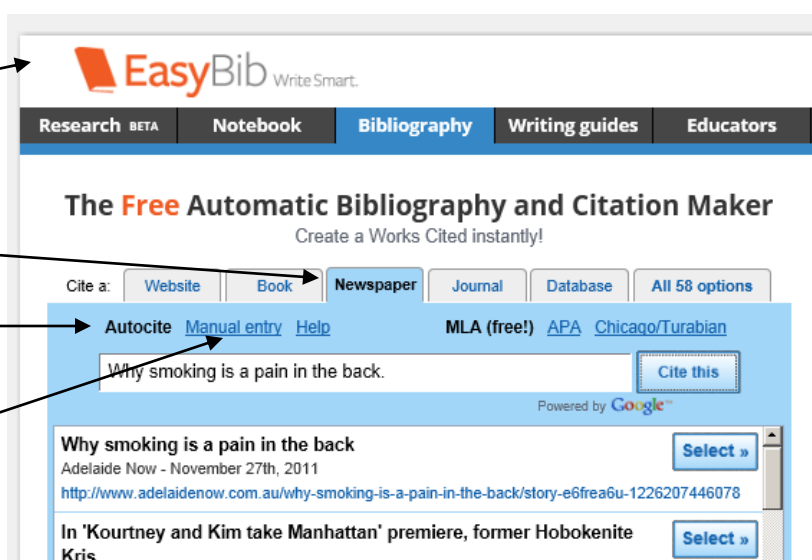 EasyBib Write Smart.
Research BETA Notebook Bibliography Writing guides Educators
The Free Automatic Bibliography and Citation Maker
Create a Works Cited instantly!
Cite a: Website Book Newspaper Journal Database All 58 options
Autocite Manual entry Help MLA (free!) APA Chicago/Turabian
Why smoking is a pain in the back. Cite this
Powered by Google™
Why smoking is a pain in the back Select »
Adelaide Now - November 27th, 2011
http://www.adelaidenow.com.au/why-smoking-is-a-pain-in-the-back/story-e6frea6u-1226207446078
In 'Kourtney and Kim take Manhattan' premiere, former Hobokenite Select »
Kris